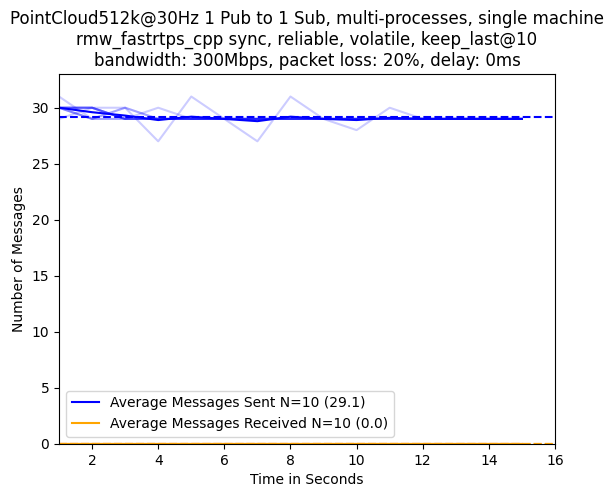 PointCloud512k@30Hz 1 Pub to 1 Sub, multi-processes, single machine
rmw_fastrtps_cpp sync, reliable, volatile, keep_last@10
bandwidth: 300Mbps, packet loss: 20%, delay: 0ms
30
25
20
15
10
5
0
Number of Messages
Average Messages Sent N=10 (29.1)
Average Messages Received N=10 (0.0)
2 4 6 8 10 12 14 16
Time in Seconds